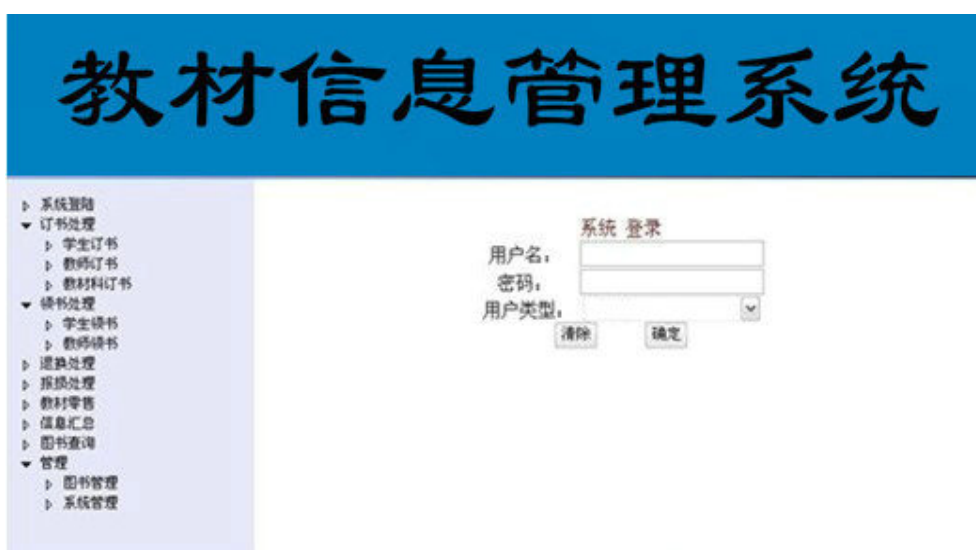 教材信息管理系统
系统登陆
订书处理
学生订书
教师订书
教材科订书
领书处理
学生领书
教师领书
退换处理
报损处理
教材零售
信息汇总
图书查询
管理
图书管理
系统管理
系统 登录
用户名:
密码:
用户类型:
清除 确定